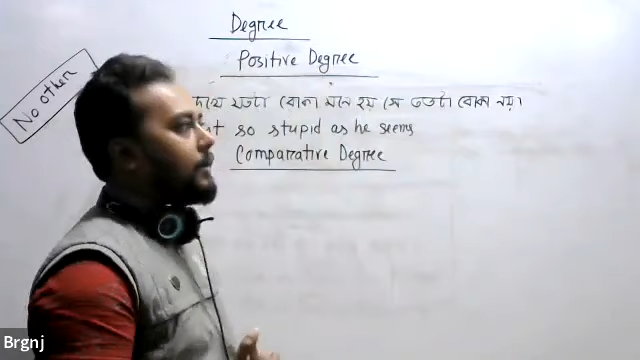 Degree
Positive Degree
No other
যতটা বোকা মনে হয় সে ততটা বোকা নয়।
so stupid as he seems
Comparative Degree
Brgnj